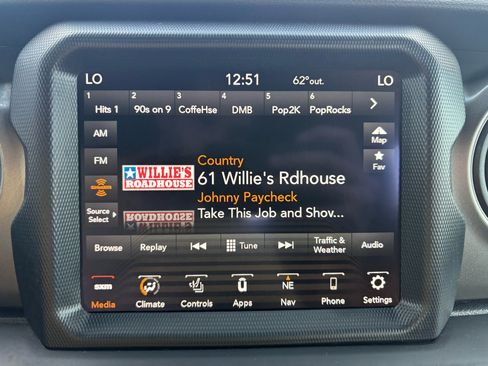 LO 12:51 62°out. LO
1 2 3 4 5 6
Hits 1 90s on 9 CoffeHse DMB Pop2K PopRocks
AM
Map
FM
Fav
Country
WILLIE'S
ROADHOUSE
61 Willie's Rdhouse
Johnny Paycheck
Source
Select
Take This Job and Shov...
Browse Replay Tune Traffic & Weather Audio
sxm NE
Media Climate Controls Apps Nav Phone Settings